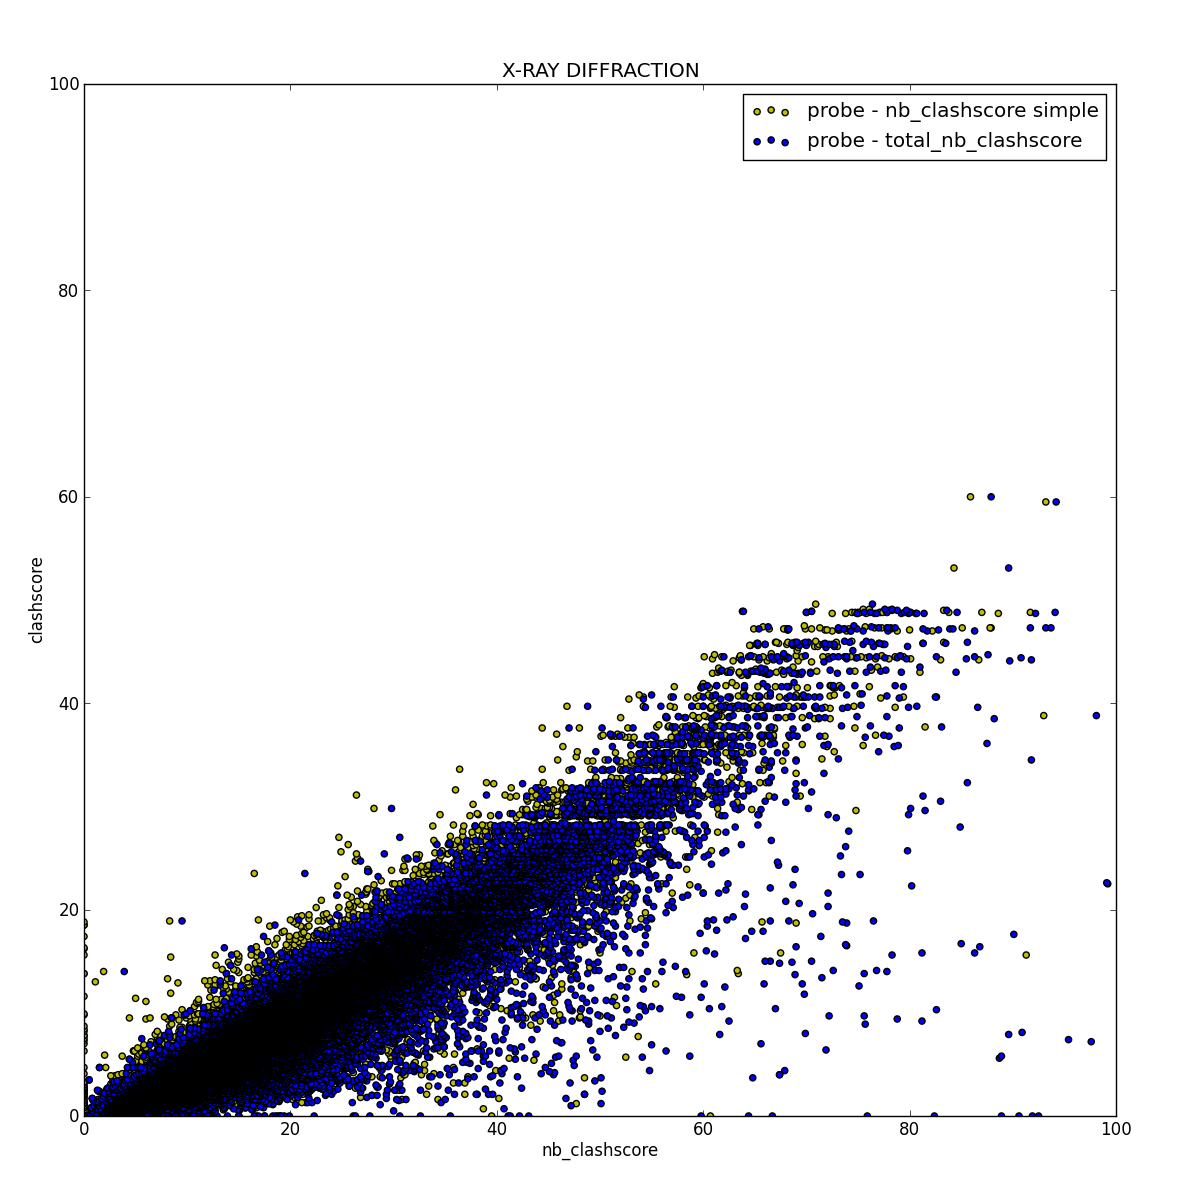 X-RAY DIFFRACTION
100
probe - nb_clashscore simple
probe - total_nb_clashscore
80
60
clashscore
40
20
0
0 20 40 60 80 100
nb_clashscore